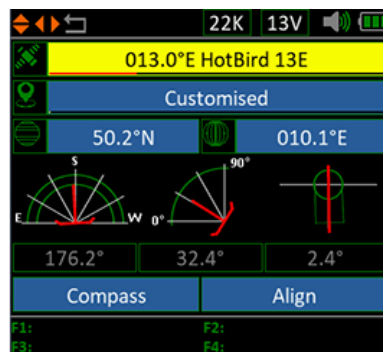 22K 13V
013.0°E HotBird 13E
Customised
50.2°N 010.1°E
S 90°
E W 0°
176.2° 32.4° 2.4°
Compass Align
F1: F2:
F3: F4: